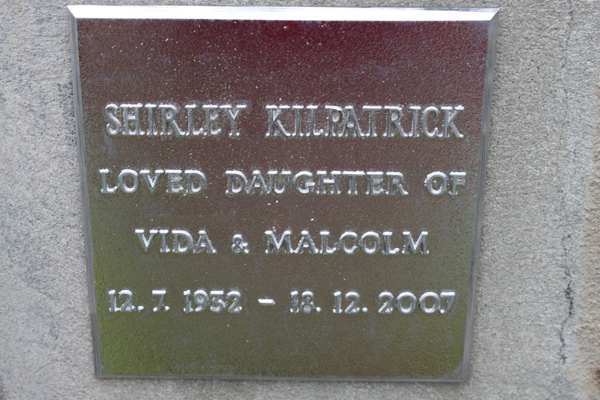 SHIRLEY KILPATRICK
LOVED DAUGHTER OF
VIDA & MALCOLM
12. 7. 1932 - 18. 12. 2007